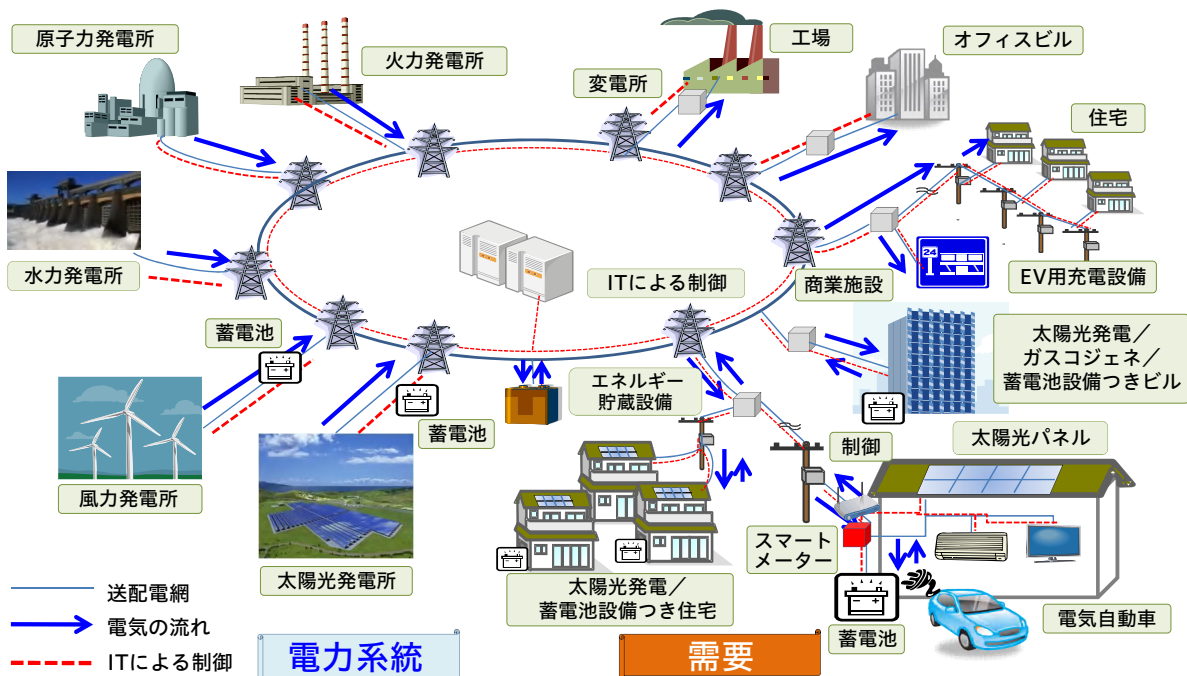 原子力発電所
火力発電所
工場
オフィスビル
変電所
住宅
水力発電所
ITによる制御
商業施設
24
EV用充電設備
蓄電池
太陽光発電／
ガスコジェネ／
蓄電池設備つきビル
エネルギー
貯蔵設備
蓄電池
制御
太陽光パネル
風力発電所
スマート
メーター
太陽光発電所
太陽光発電／
蓄電池設備つき住宅
蓄電池
電気自動車
送配電網
電気の流れ
ITによる制御
電力系統
需要